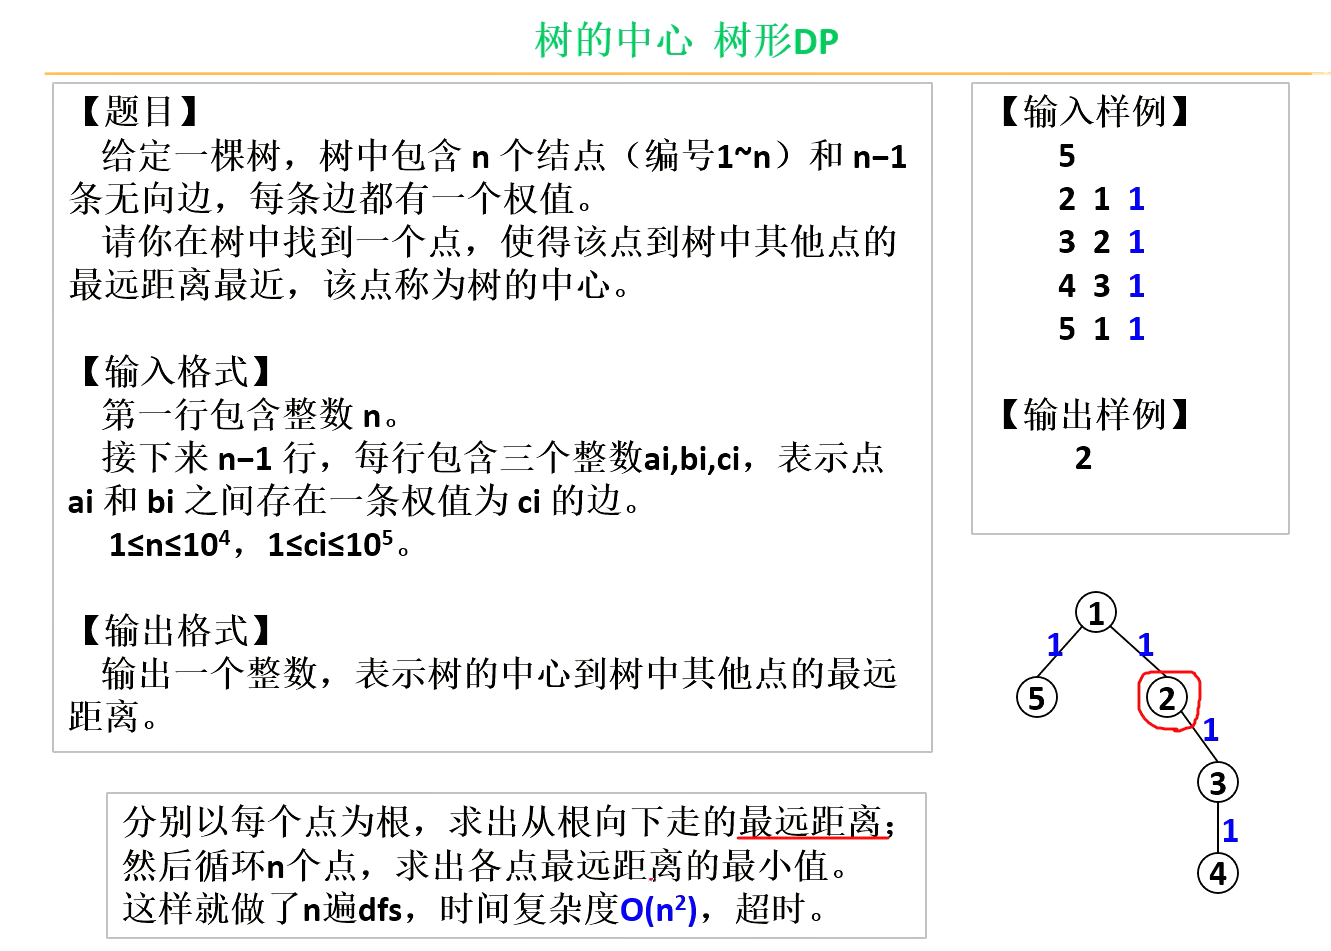 树的中心 树形DP
【题目】
给定一棵树，树中包含 n 个结点（编号1~n）和 n–1
条无向边，每条边都有一个权值。
请你在树中找到一个点，使得该点到树中其他点的
最远距离最近，该点称为树的中心。
【输入格式】
第一行包含整数 n。
接下来 n–1 行，每行包含三个整数ai,bi,ci，表示点
ai 和 bi 之间存在一条权值为 ci 的边。
1≤n≤10⁴，1≤ci≤10⁵。
【输出格式】
输出一个整数，表示树的中心到树中其他点的最远
距离。
【输入样例】
5
2 1 1
3 2 1
4 3 1
5 1 1
【输出样例】
2
1
1 1
5 2
1
3
1
4
分别以每个点为根，求出从根向下走的最远距离；
然后循环n个点，求出各点最远距离的最小值。
这样就做了n遍dfs，时间复杂度O(n²)，超时。